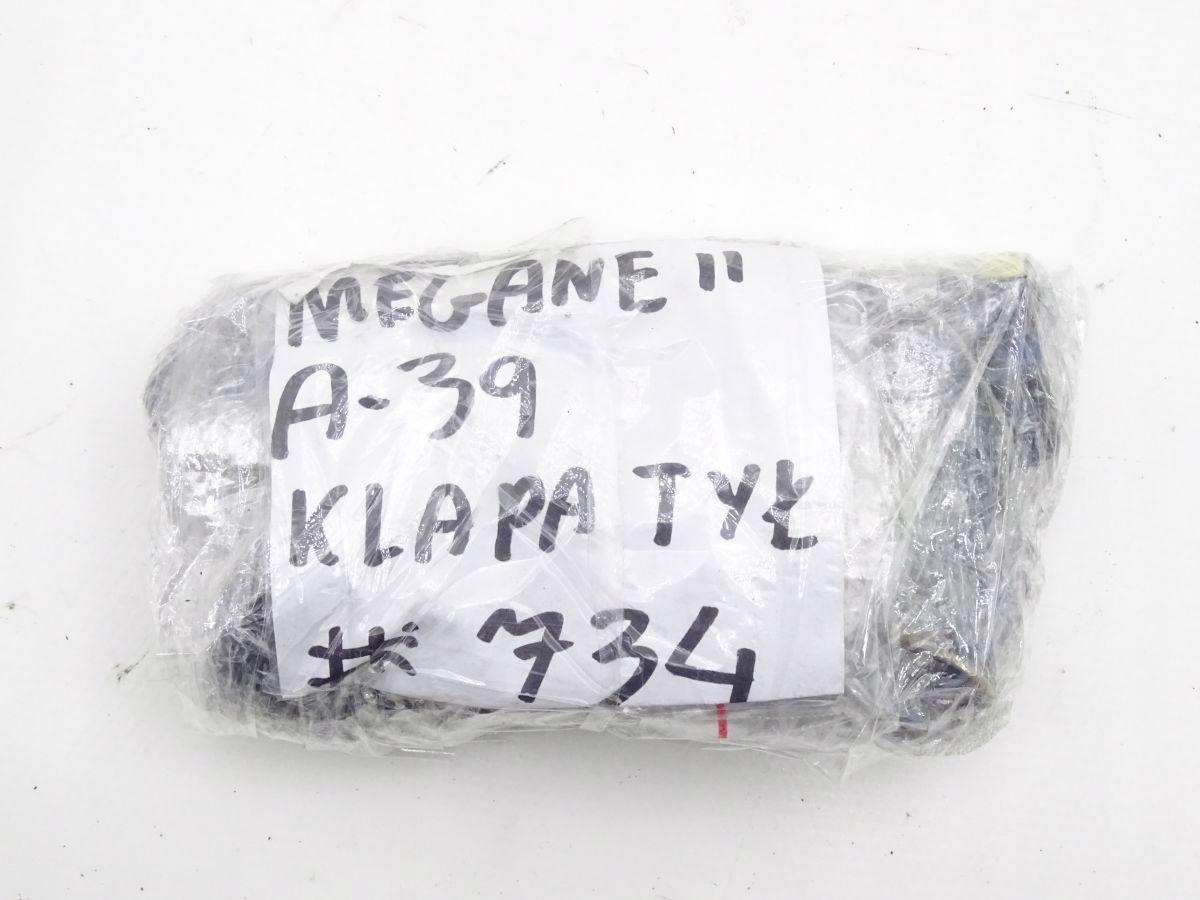 MEGANE II
A-39
KLAPA TYŁ
# 734